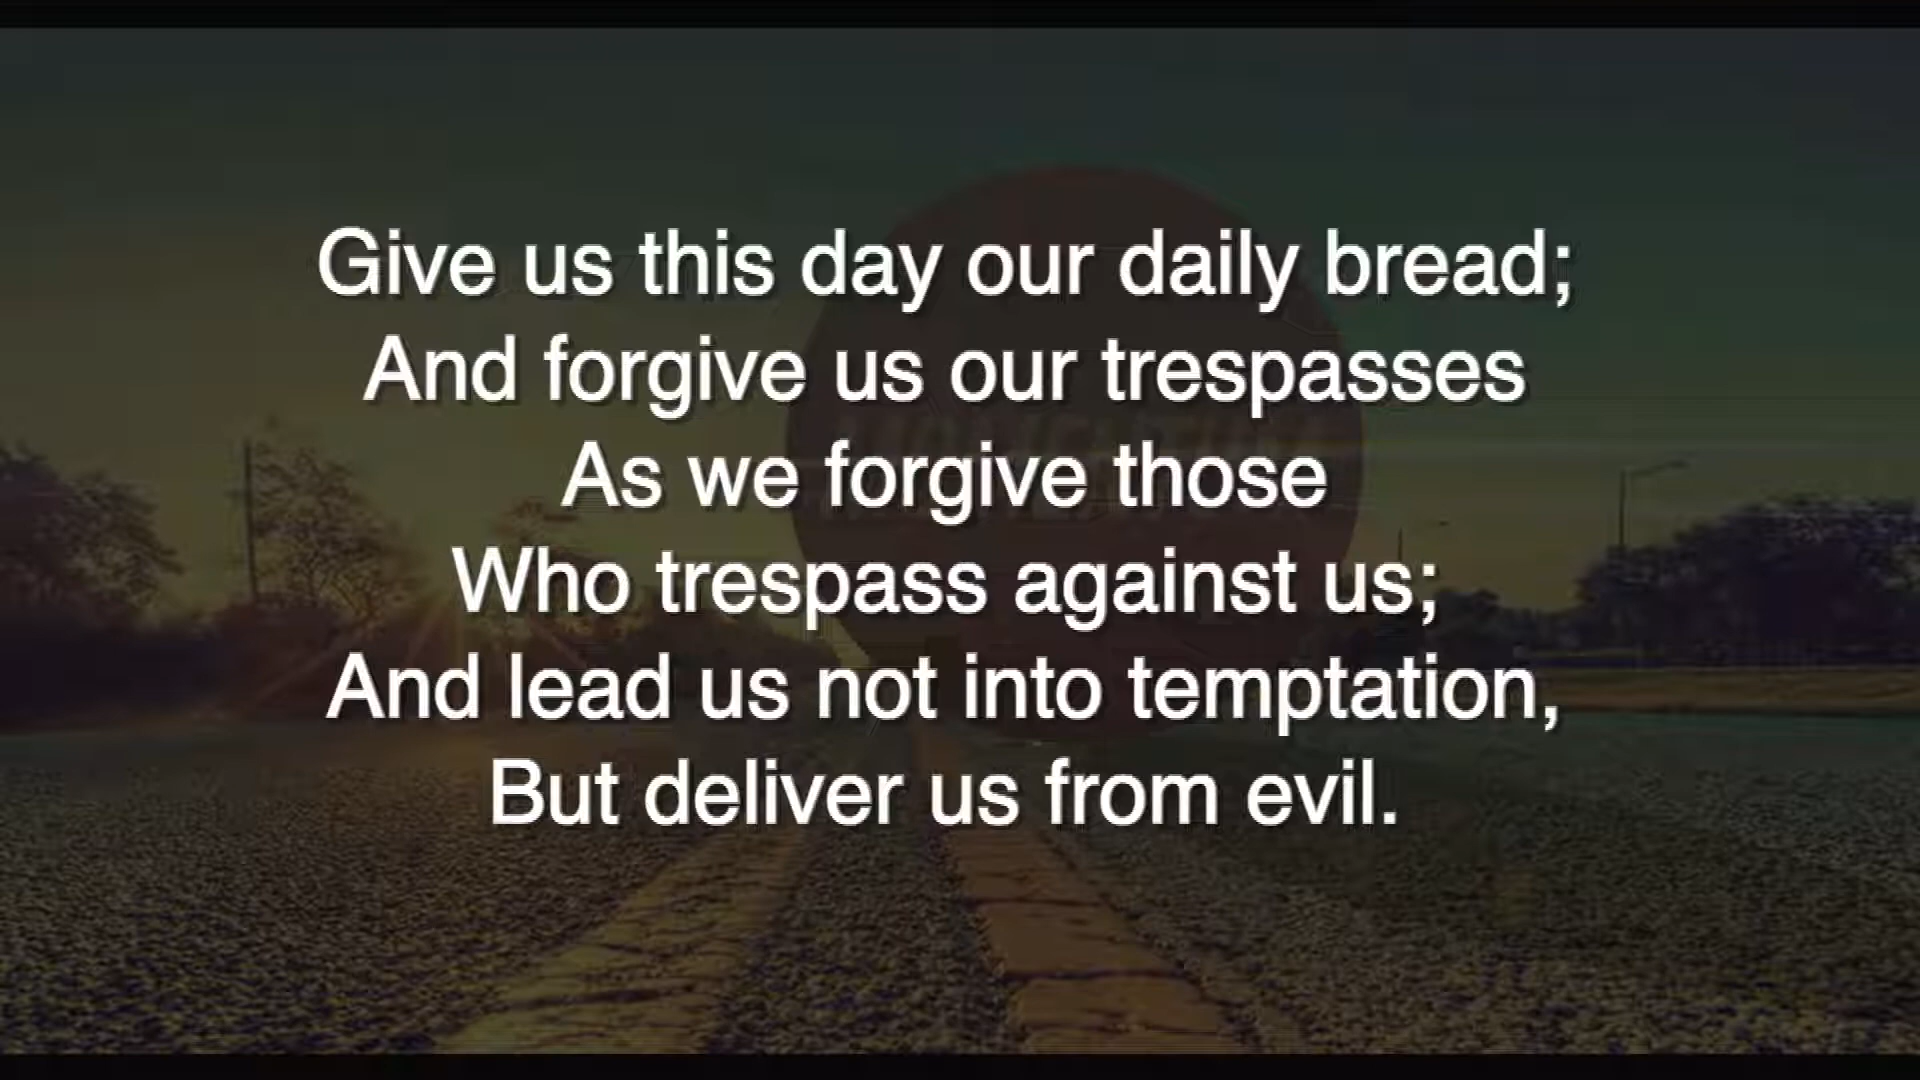 Give us this day our daily bread;
And forgive us our trespasses
As we forgive those
Who trespass against us;
And lead us not into temptation,
But deliver us from evil.